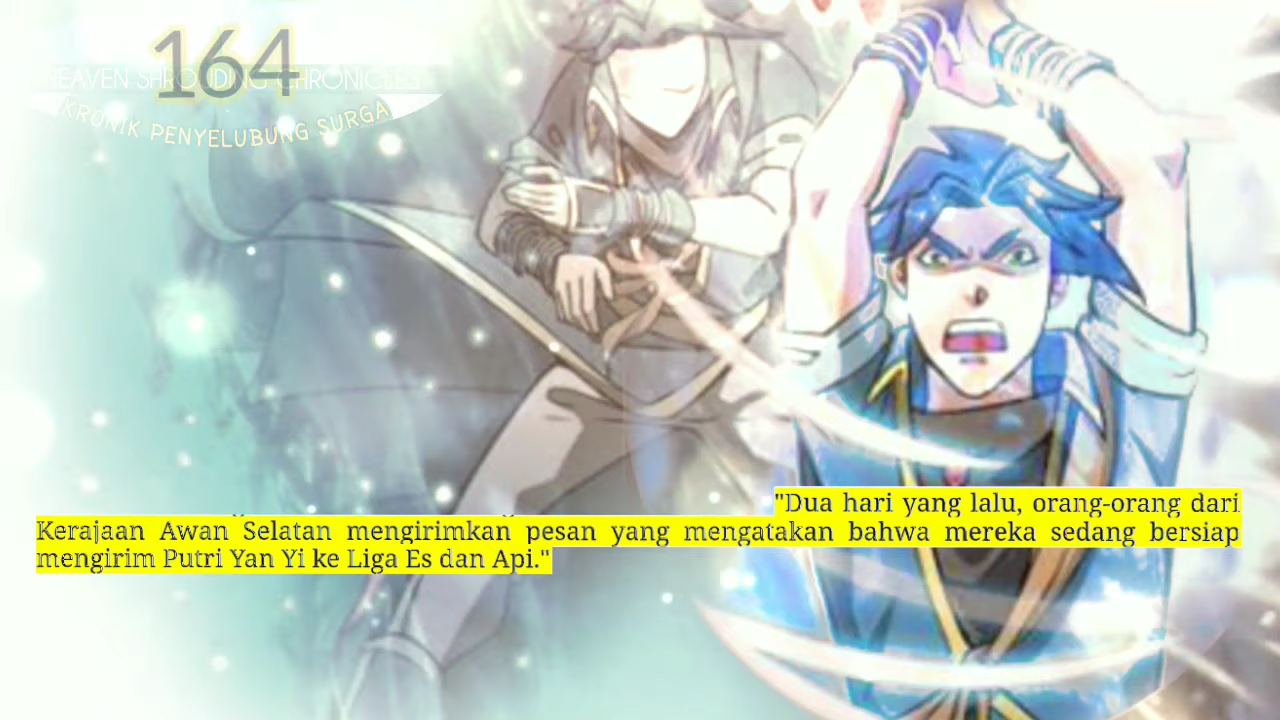 164
HEAVEN SHROUDING CHRONICLES
KRONIK PENYELUBUNG SURGA
"Dua hari yang lalu, orang-orang dari
Kerajaan Awan Selatan mengirimkan pesan yang mengatakan bahwa mereka sedang bersiap
mengirim Putri Yan Yi ke Liga Es dan Api."